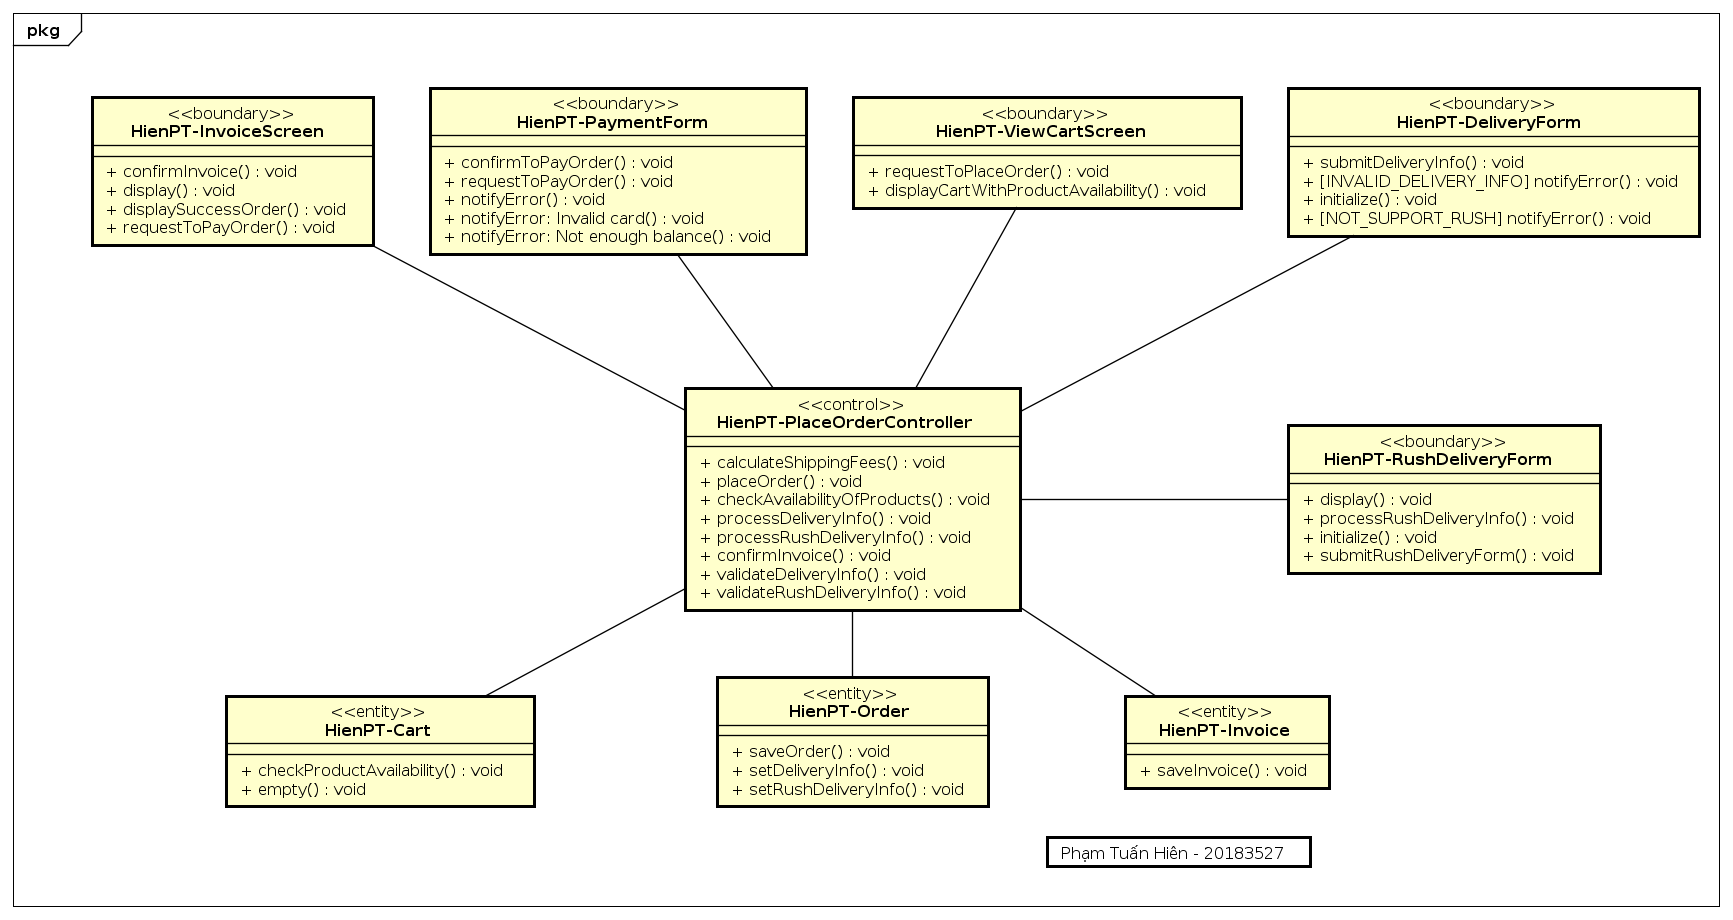 pkg
<<boundary>>
HienPT-InvoiceScreen
+ confirmInvoice() : void
+ display() : void
+ displaySuccessOrder() : void
+ requestToPayOrder() : void
<<boundary>>
HienPT-PaymentForm
+ confirmToPayOrder() : void
+ requestToPayOrder() : void
+ notifyError() : void
+ notifyError: Invalid card() : void
+ notifyError: Not enough balance() : void
<<boundary>>
HienPT-ViewCartScreen
+ requestToPlaceOrder() : void
+ displayCartWithProductAvailability() : void
<<boundary>>
HienPT-DeliveryForm
+ submitDeliveryInfo() : void
+ [INVALID_DELIVERY_INFO] notifyError() : void
+ initialize() : void
+ [NOT_SUPPORT_RUSH] notifyError() : void
<<control>>
HienPT-PlaceOrderController
+ calculateShippingFees() : void
+ placeOrder() : void
+ checkAvailabilityOfProducts() : void
+ processDeliveryInfo() : void
+ processRushDeliveryInfo() : void
+ confirmInvoice() : void
+ validateDeliveryInfo() : void
+ validateRushDeliveryInfo() : void
<<boundary>>
HienPT-RushDeliveryForm
+ display() : void
+ processRushDeliveryInfo() : void
+ initialize() : void
+ submitRushDeliveryForm() : void
<<entity>>
HienPT-Cart
+ checkProductAvailability() : void
+ empty() : void
<<entity>>
HienPT-Order
+ saveOrder() : void
+ setDeliveryInfo() : void
+ setRushDeliveryInfo() : void
<<entity>>
HienPT-Invoice
+ saveInvoice() : void
Phạm Tuấn Hiên - 20183527